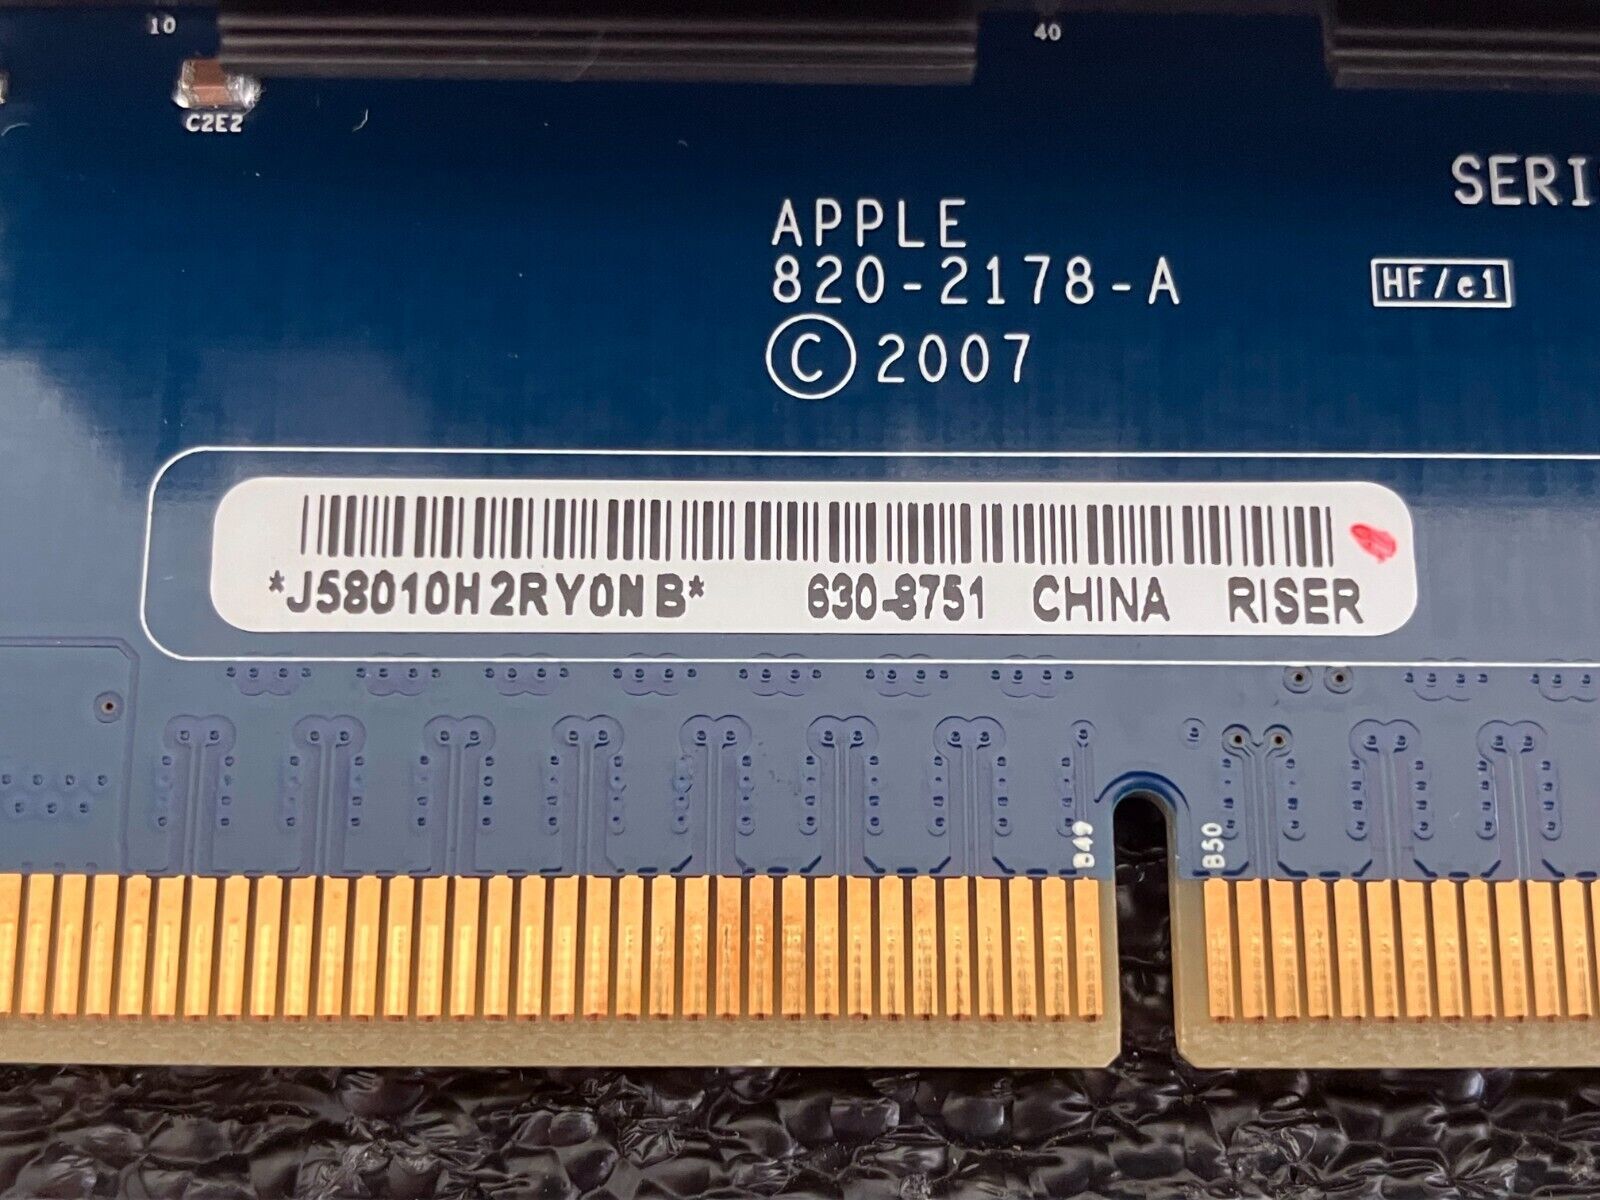 10
40
C2E2
APPLE
820-2178-A
© 2007
SERI
HF/e1
*J58010H2RY0NB* 630-8751 CHINA RISER
B49
B50